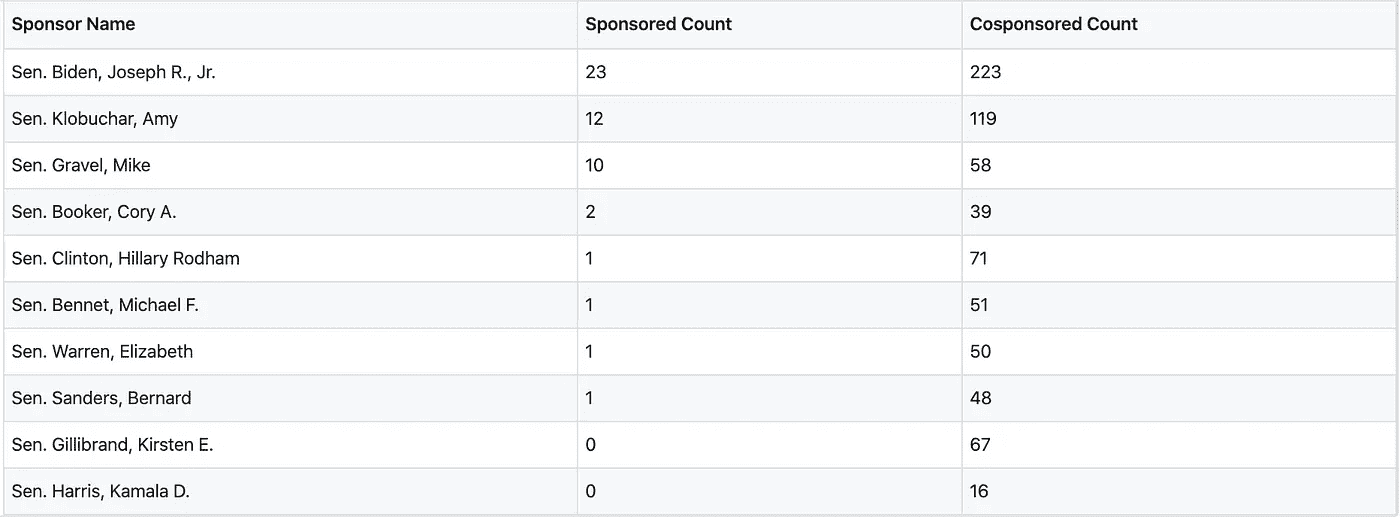 Sponsor Name Sponsored Count Cosponsored Count
Sen. Biden, Joseph R., Jr. 23 223
Sen. Klobuchar, Amy 12 119
Sen. Gravel, Mike 10 58
Sen. Booker, Cory A. 2 39
Sen. Clinton, Hillary Rodham 1 71
Sen. Bennet, Michael F. 1 51
Sen. Warren, Elizabeth 1 50
Sen. Sanders, Bernard 1 48
Sen. Gillibrand, Kirsten E. 0 67
Sen. Harris, Kamala D. 0 16